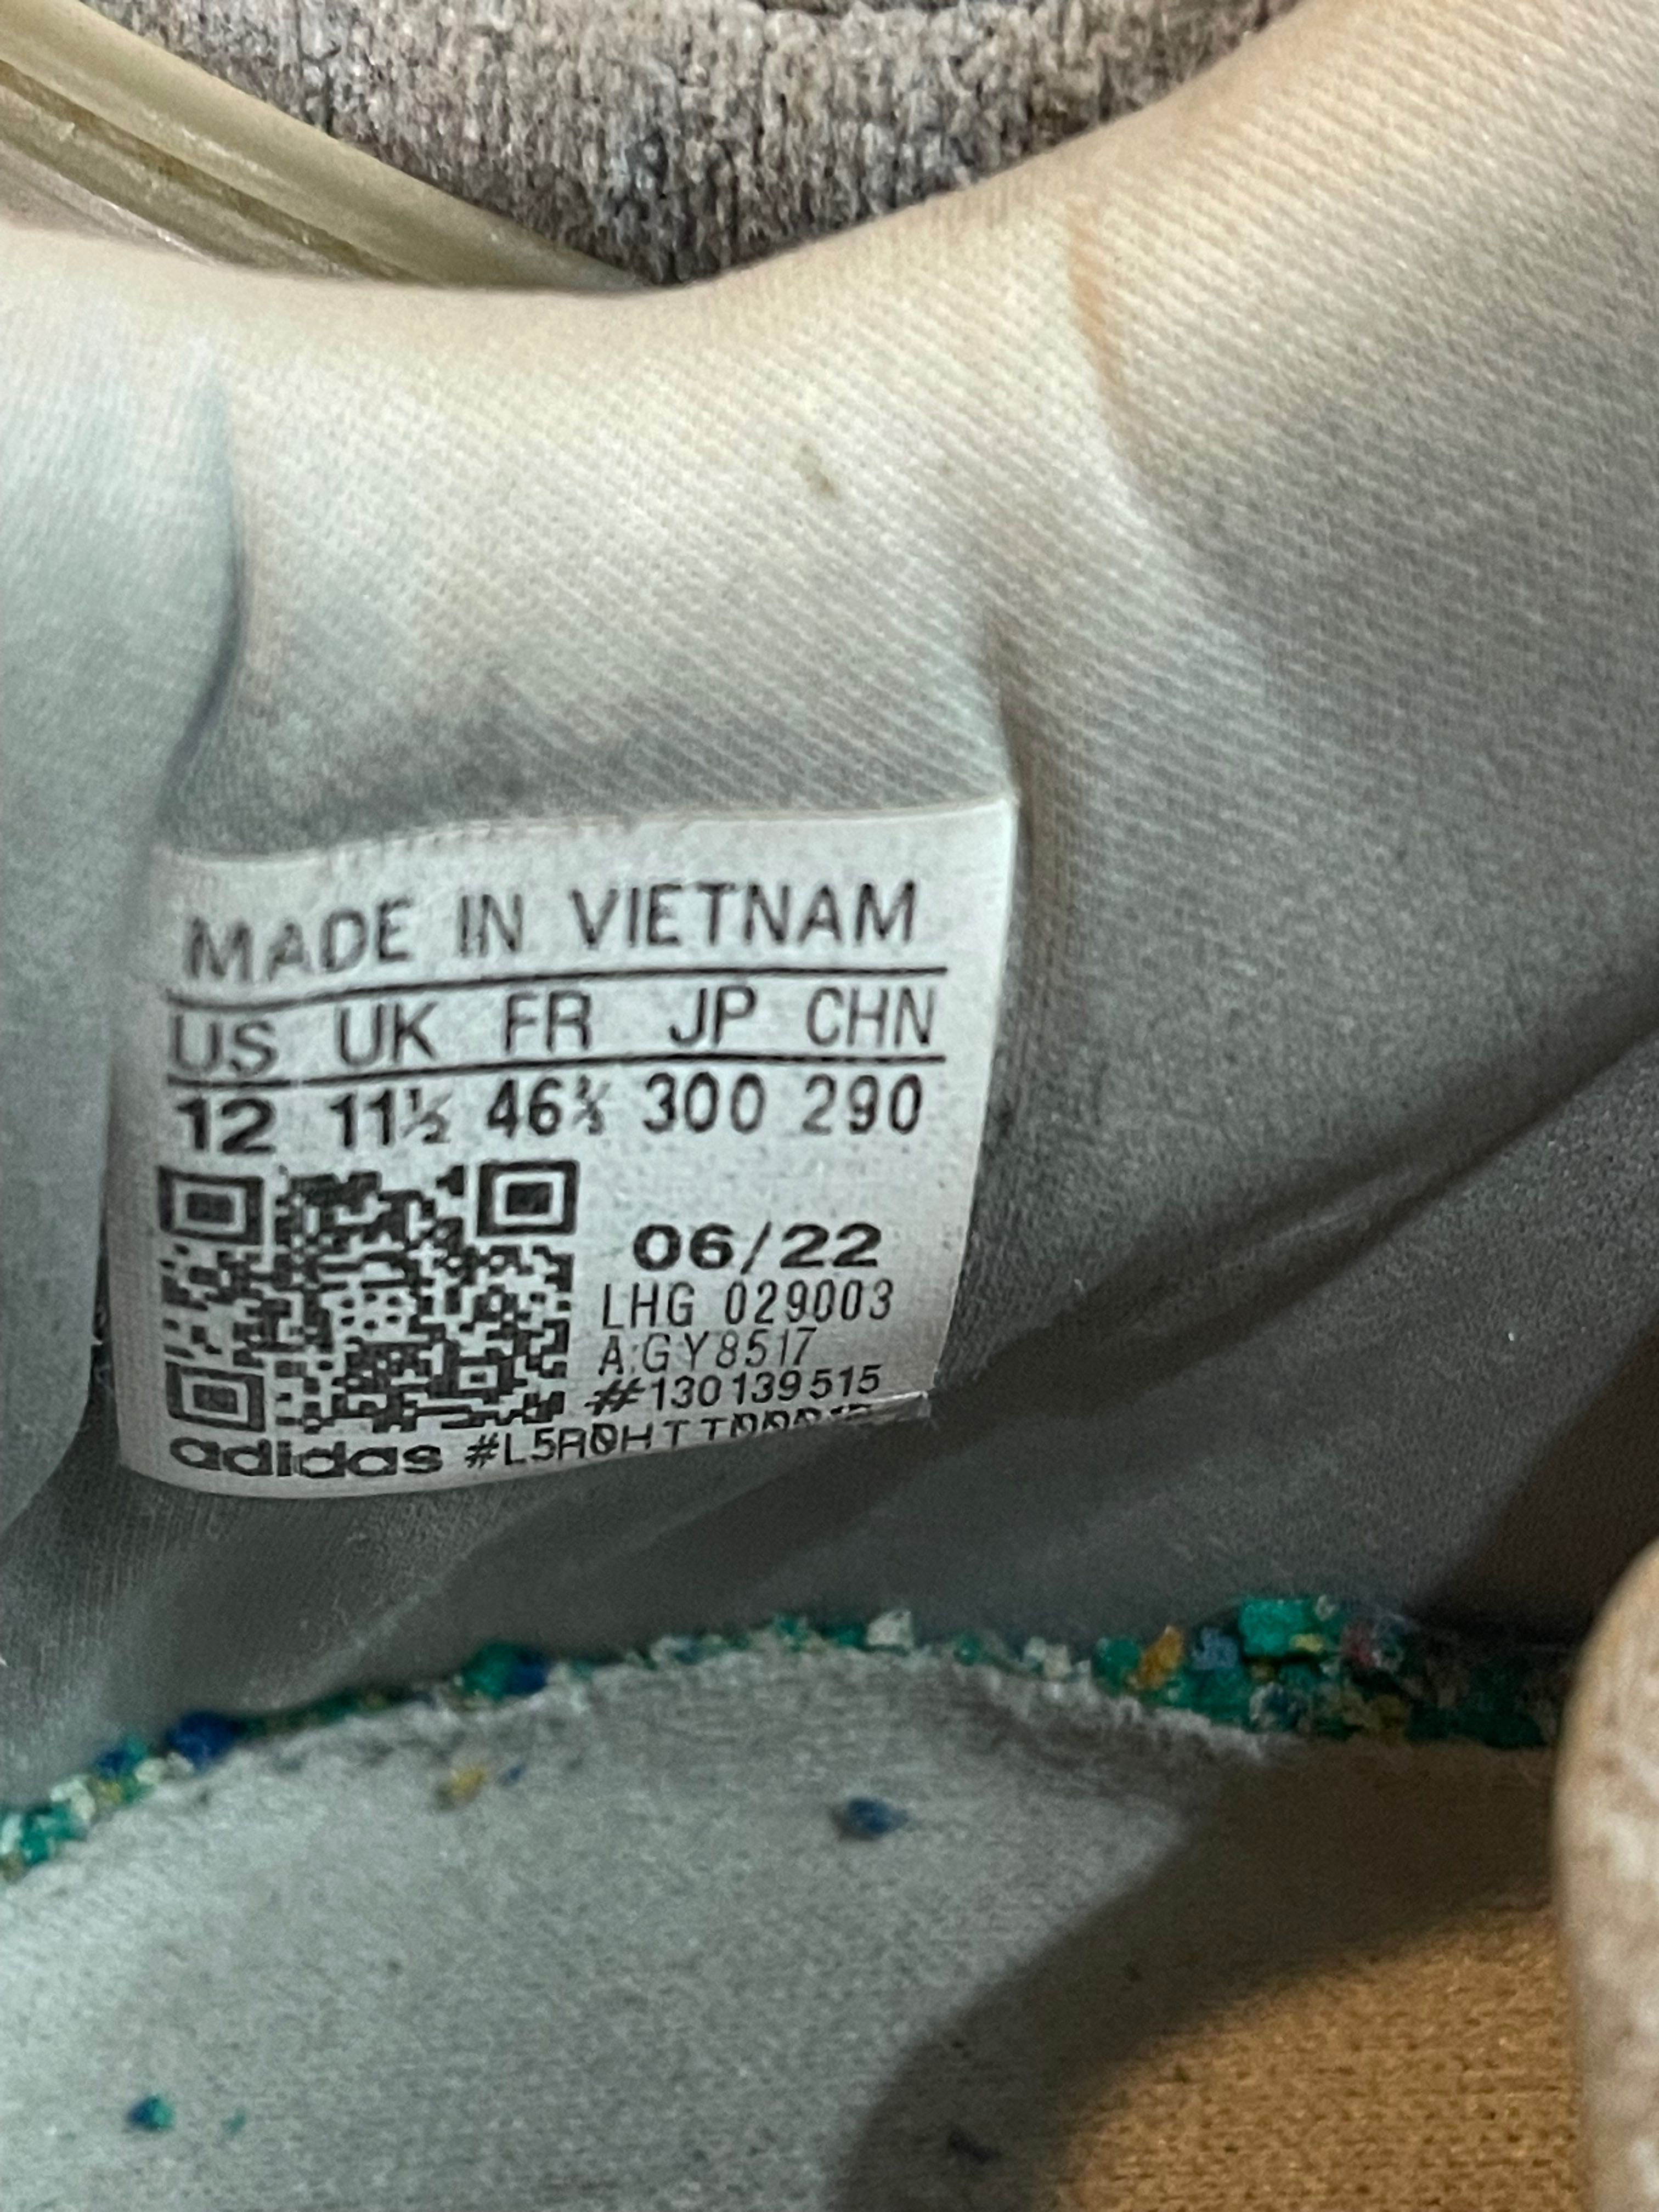 MADE IN VIETNAM
US UK FR JP CHN
12 11½ 46⅔ 300 290
06/22
LHG 029003
A:GY8517
#130139515
adidas